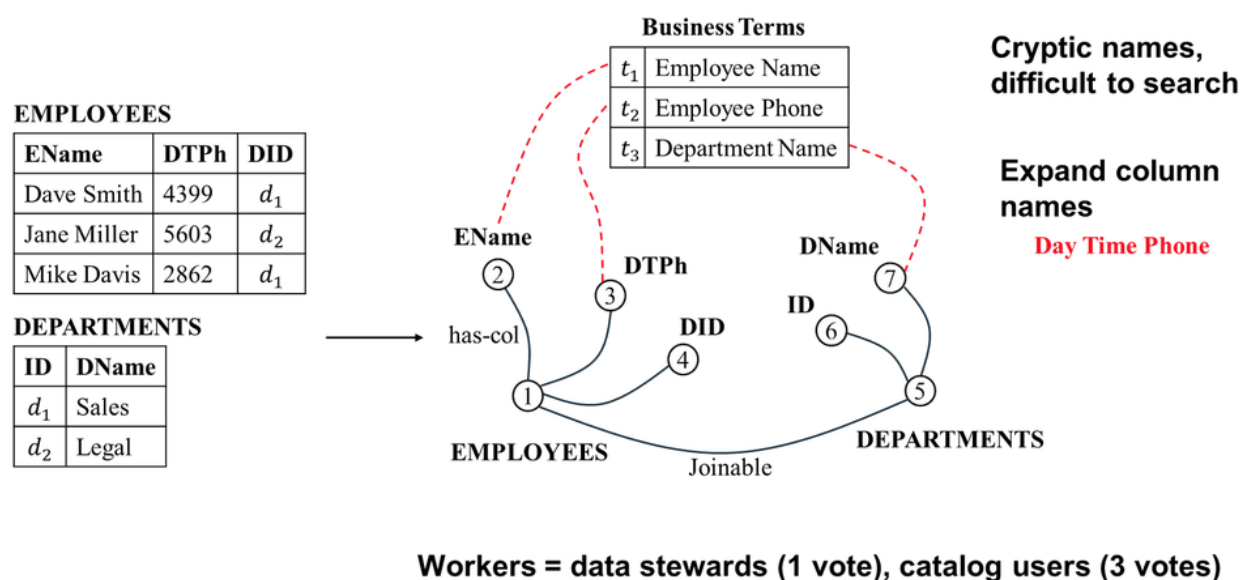 Business Terms
t1 Employee Name
t2 Employee Phone
t3 Department Name
Cryptic names,
difficult to search
Expand column
names
Day Time Phone
EMPLOYEES
EName DTPh DID
Dave Smith 4399 d1
Jane Miller 5603 d2
Mike Davis 2862 d1
DEPARTMENTS
ID DName
d1 Sales
d2 Legal
EName
2
DTPh
3
DID
4
has-col
1
EMPLOYEES
Joinable
DName
7
ID
6
5
DEPARTMENTS
Workers = data stewards (1 vote), catalog users (3 votes)